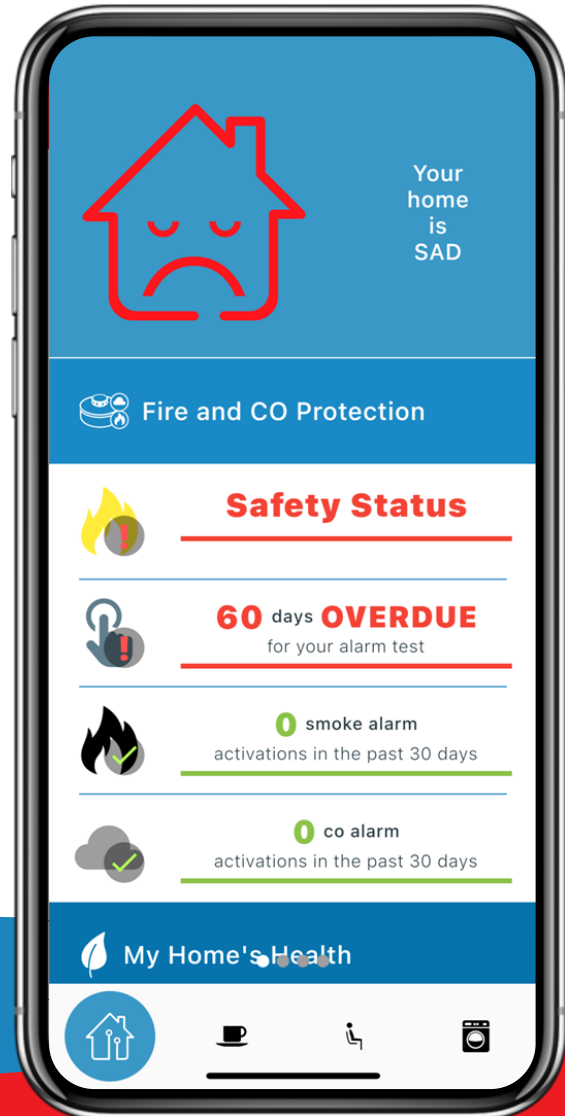 Your
home
is
SAD
Fire and CO Protection
Safety Status
60 days OVERDUE
for your alarm test
0 smoke alarm
activations in the past 30 days
0 co alarm
activations in the past 30 days
My Home's Health